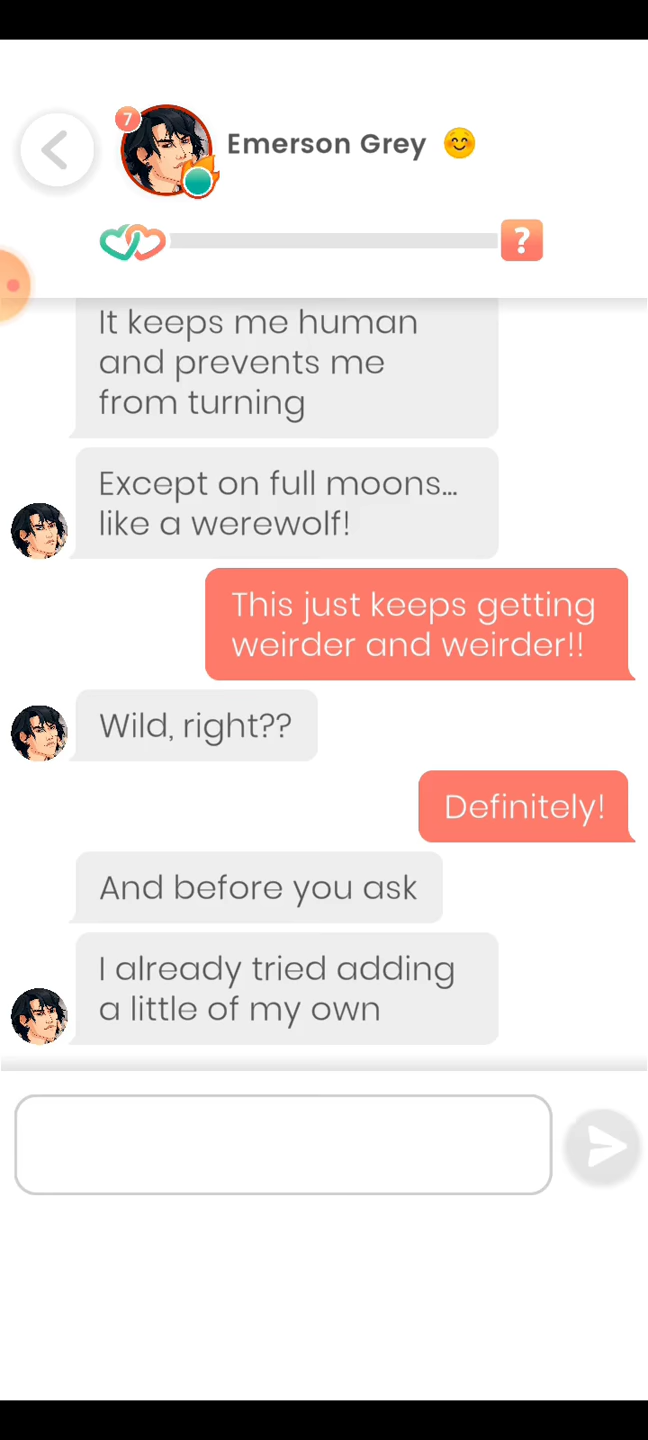 7
Emerson Grey
?
It keeps me human
and prevents me
from turning
Except on full moons...
like a werewolf!
This just keeps getting
weirder and weirder!!
Wild, right??
Definitely!
And before you ask
I already tried adding
a little of my own